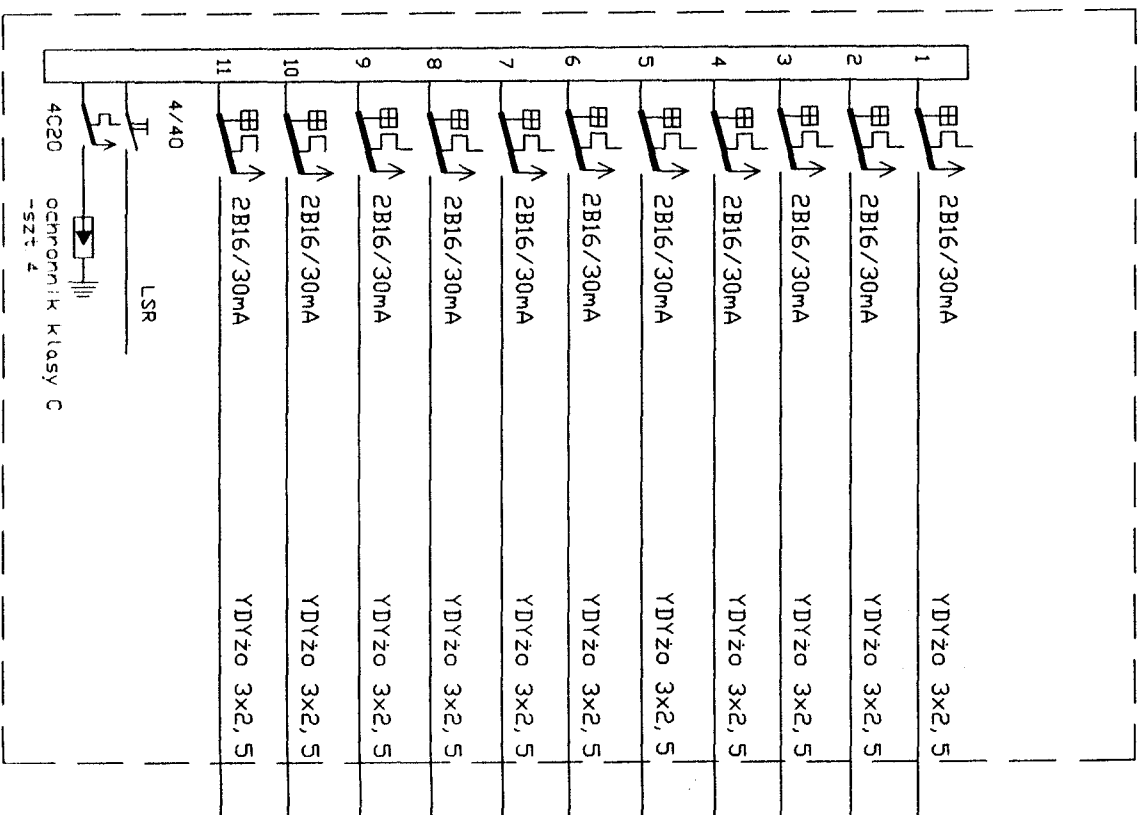 1 2B16/30mA YDYżo 3x2,5
2 2B16/30mA YDYżo 3x2,5
3 2B16/30mA YDYżo 3x2,5
4 2B16/30mA YDYżo 3x2,5
5 2B16/30mA YDYżo 3x2,5
6 2B16/30mA YDYżo 3x2,5
7 2B16/30mA YDYżo 3x2,5
8 2B16/30mA YDYżo 3x2,5
9 2B16/30mA YDYżo 3x2,5
10 2B16/30mA YDYżo 3x2,5
11 2B16/30mA YDYżo 3x2,5
4/40 LSR
4C20 ochronnik klasy C
-szt 4